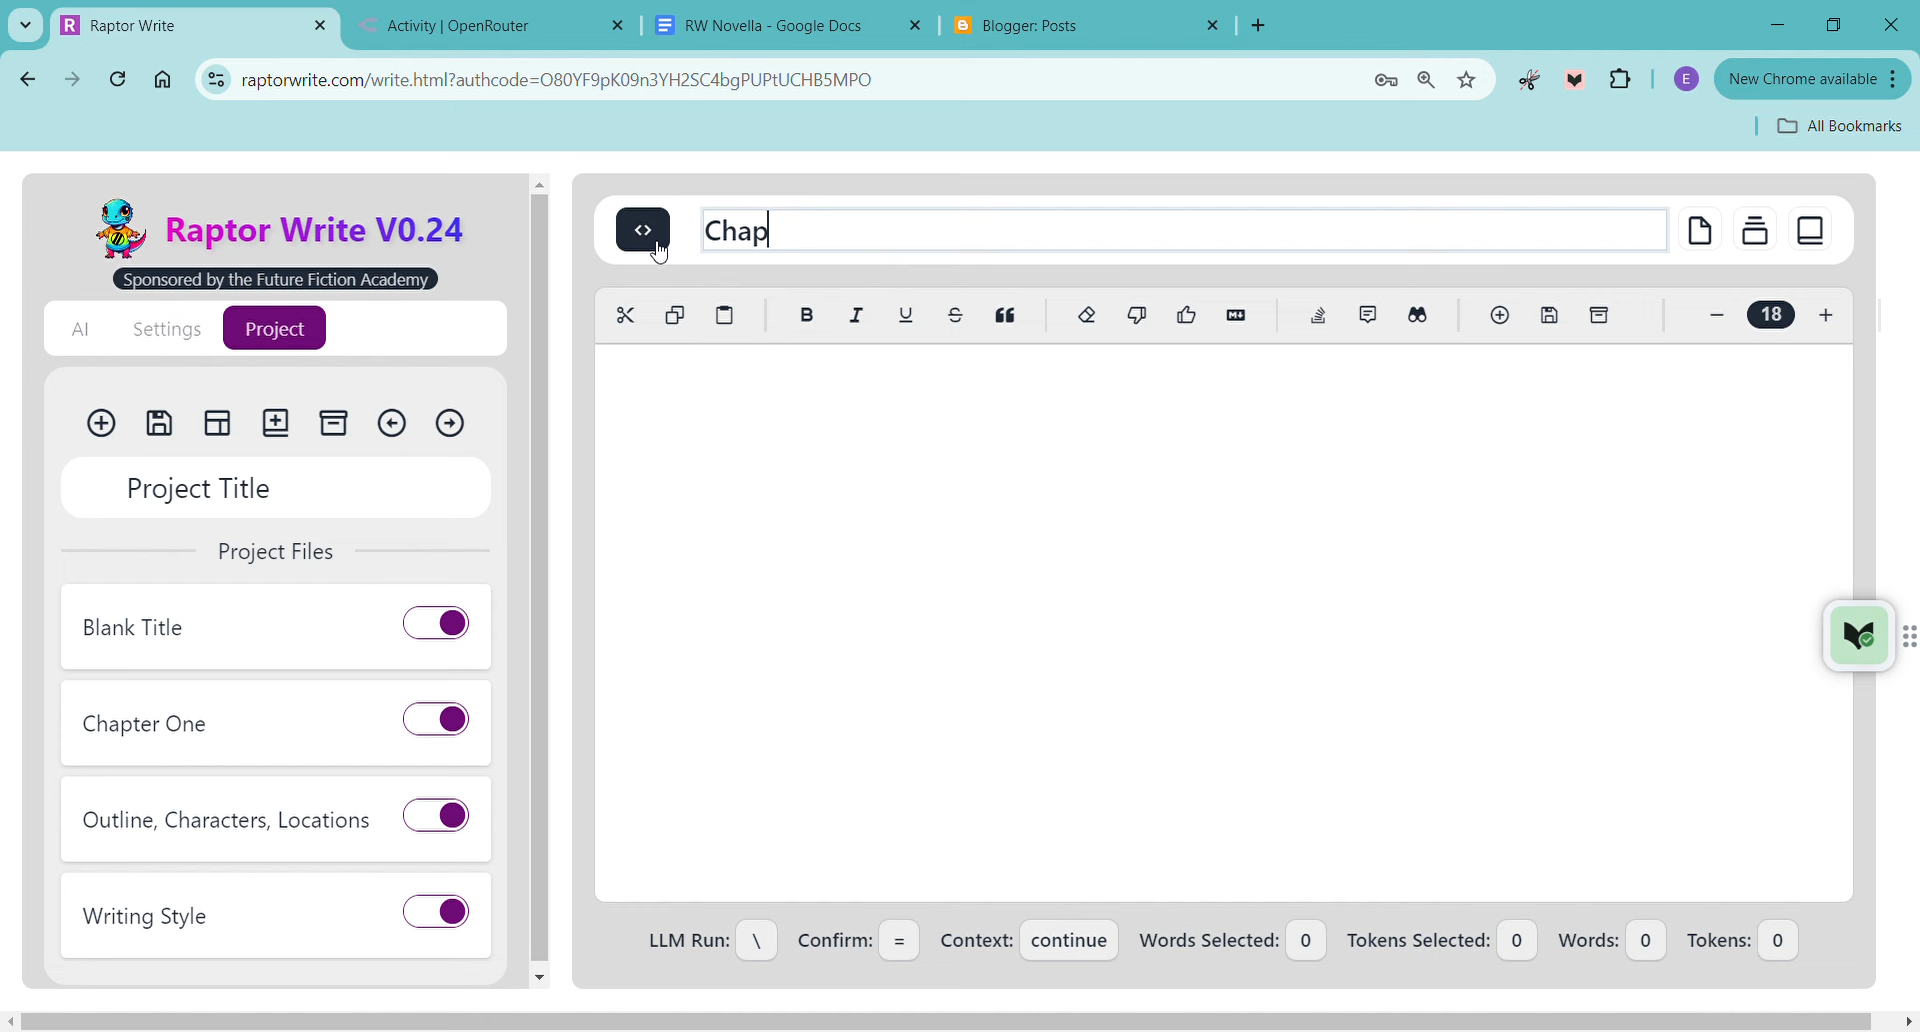 Raptor Write
Activity | OpenRouter
RW Novella - Google Docs
Blogger: Posts
raptorwrite.com/write.html?authcode=O80YF9pK09n3YH2SC4bgPUPtUCHB5MPO
E
New Chrome available
All Bookmarks
Raptor Write V0.24
Sponsored by the Future Fiction Academy
AI
Settings
Project
Project Title
Project Files
Blank Title
Chapter One
Outline, Characters, Locations
Writing Style
Chap
18
LLM Run: \ Confirm: = Context: continue Words Selected: 0 Tokens Selected: 0 Words: 0 Tokens: 0